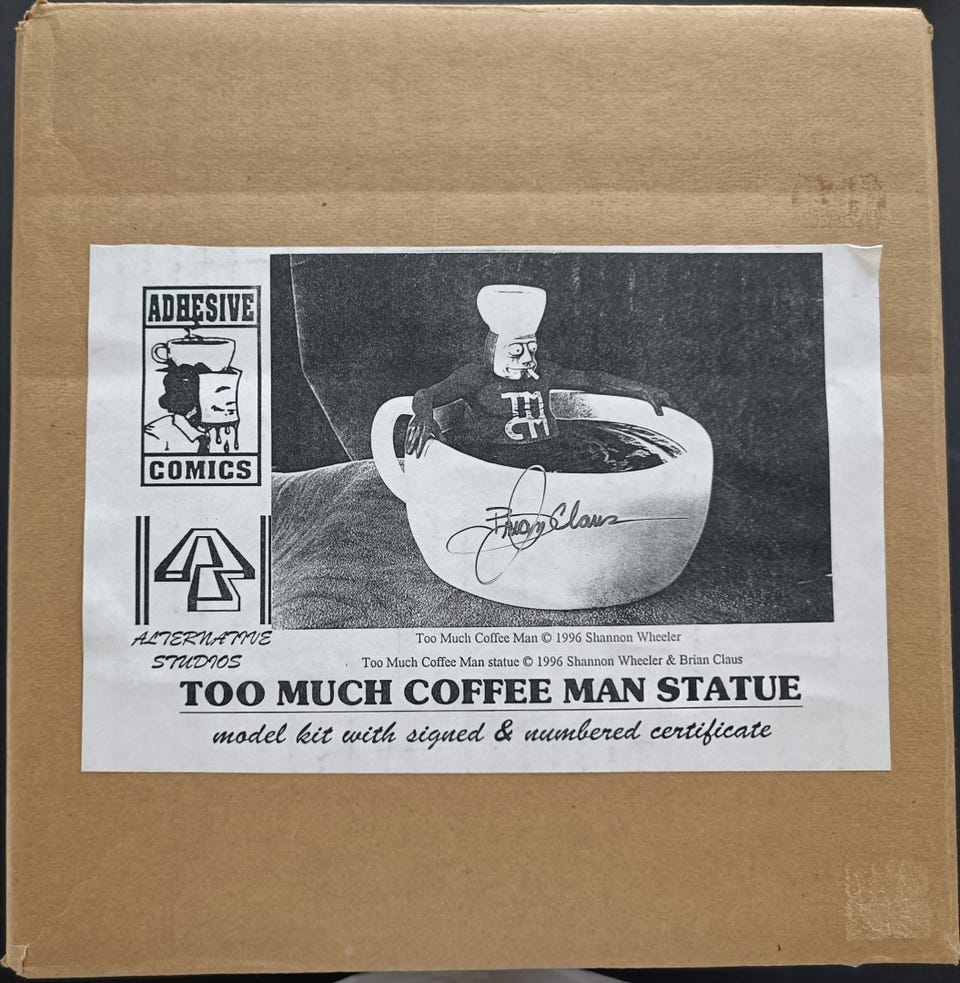 ADHESIVE
COMICS
ALTERNATIVE
STUDIOS
TM
CM
Brian Claus
Too Much Coffee Man © 1996 Shannon Wheeler
Too Much Coffee Man statue © 1996 Shannon Wheeler & Brian Claus
TOO MUCH COFFEE MAN STATUE
model kit with signed & numbered certificate